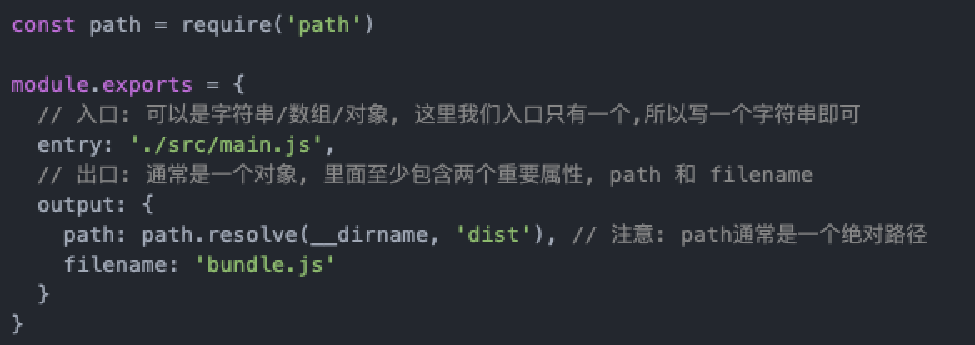 const path = require('path')
module.exports = {
// 入口: 可以是字符串/数组/对象, 这里我们入口只有一个,所以写一个字符串即可
entry: './src/main.js',
// 出口: 通常是一个对象, 里面至少包含两个重要属性, path 和 filename
output: {
path: path.resolve(__dirname, 'dist'), // 注意: path通常是一个绝对路径
filename: 'bundle.js'
}
}